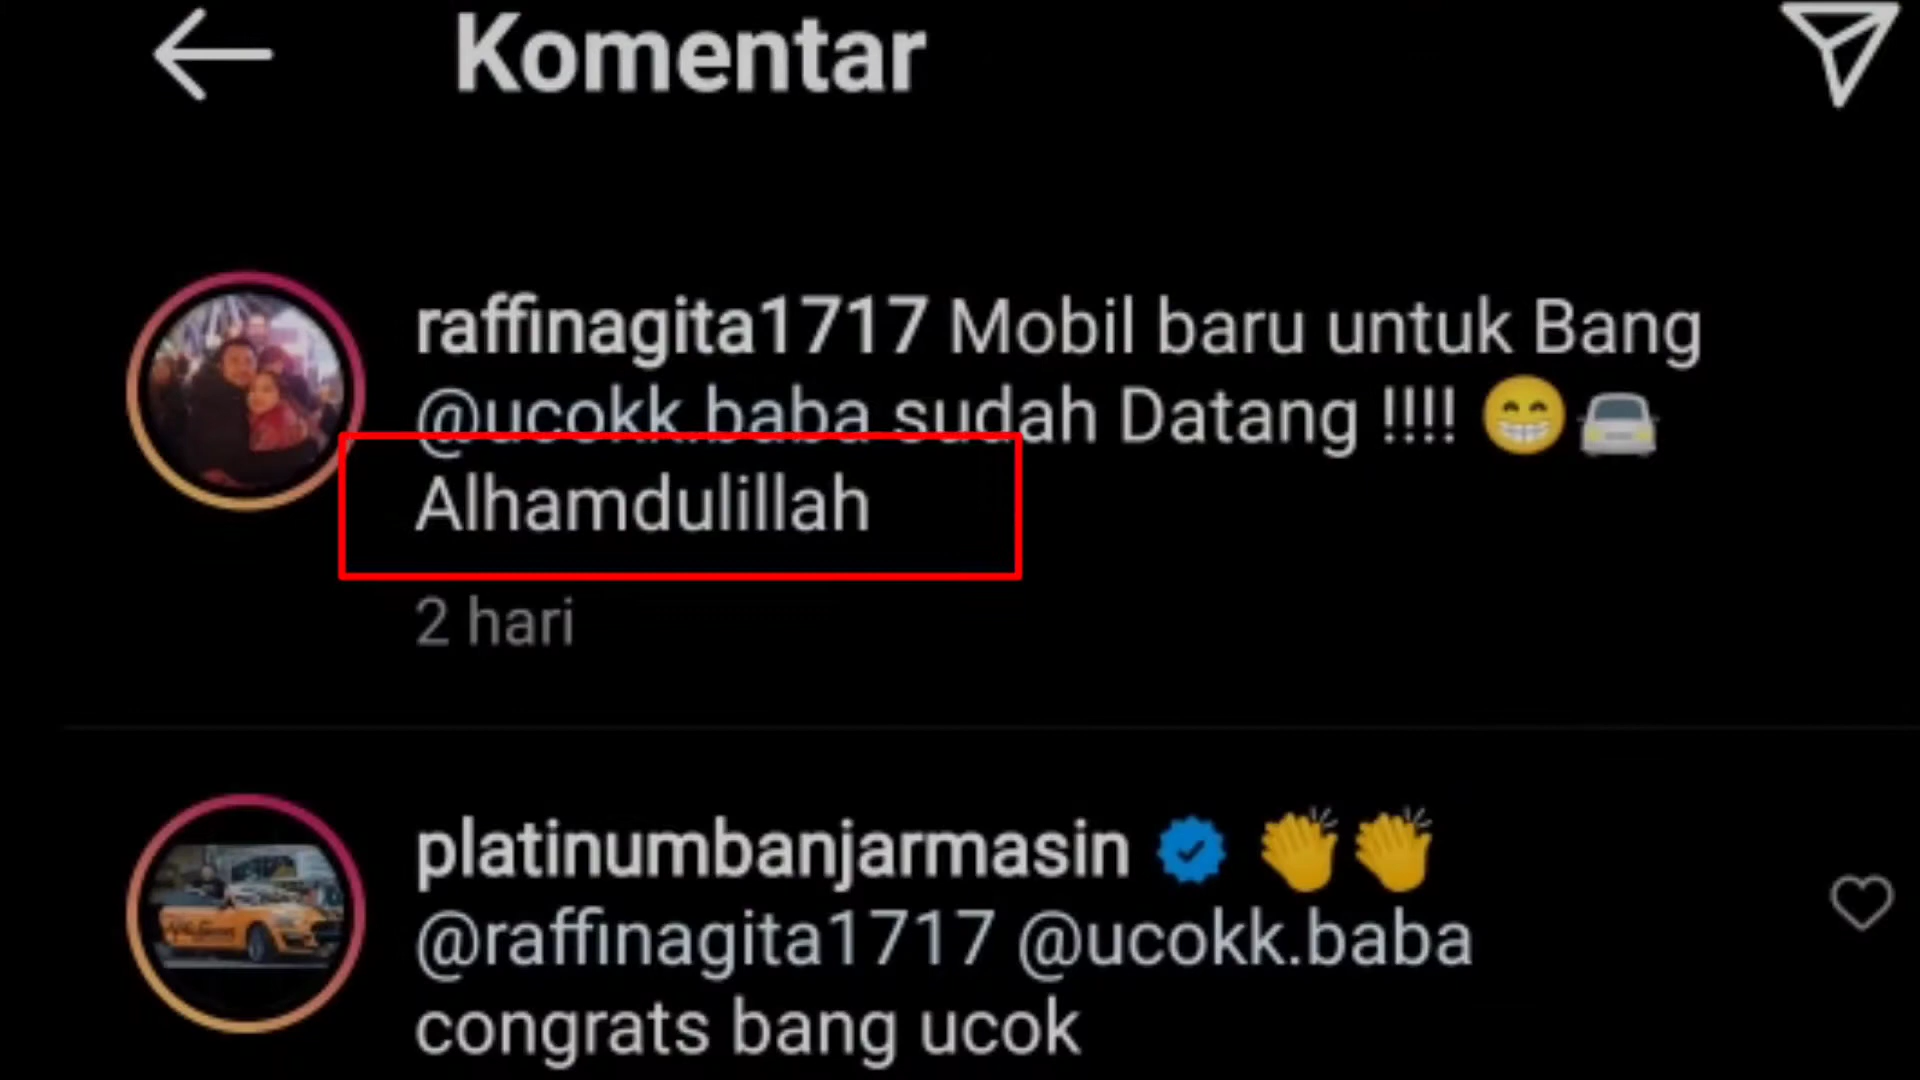 Komentar
raffinagita1717 Mobil baru untuk Bang
@ucokk.baba sudah Datang !!!! 😁🚘
Alhamdulillah
2 hari
platinumbanjarmasin 👏👏
@raffinagita1717 @ucokk.baba
congrats bang ucok